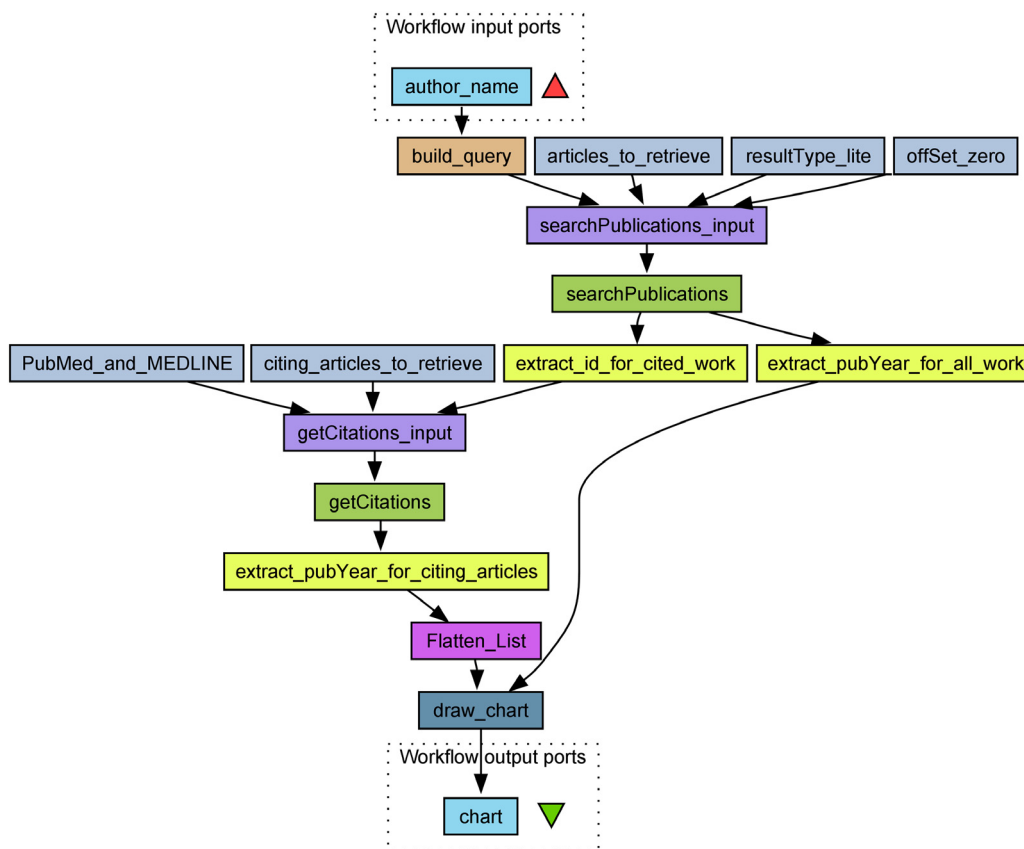 Workflow input ports
author_name
build_query
articles_to_retrieve
resultType_lite
offSet_zero
searchPublications_input
searchPublications
PubMed_and_MEDLINE
citing_articles_to_retrieve
extract_id_for_cited_work
extract_pubYear_for_all_work
getCitations_input
getCitations
extract_pubYear_for_citing_articles
Flatten_List
draw_chart
Workflow output ports
chart